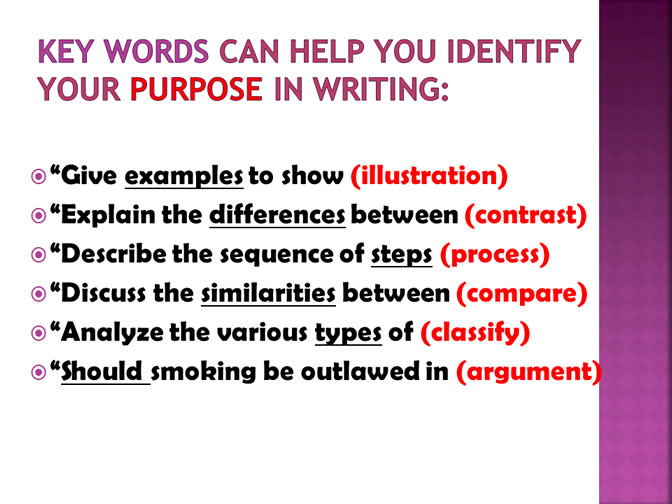 KEY WORDS CAN HELP YOU IDENTIFY
YOUR PURPOSE IN WRITING:
“Give examples to show (illustration)
“Explain the differences between (contrast)
“Describe the sequence of steps (process)
“Discuss the similarities between (compare)
“Analyze the various types of (classify)
“Should smoking be outlawed in (argument)